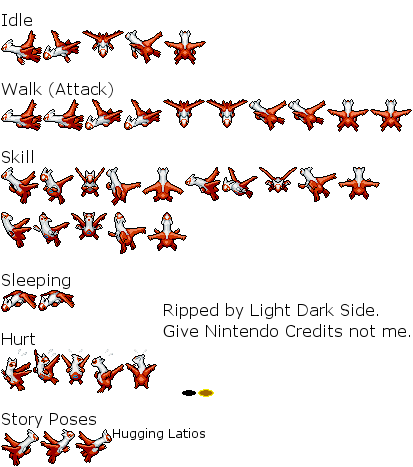 Idle
Walk (Attack)
Skill
Sleeping
Ripped by Light Dark Side.
Give Nintendo Credits not me.
Hurt
Story Poses
Hugging Latios